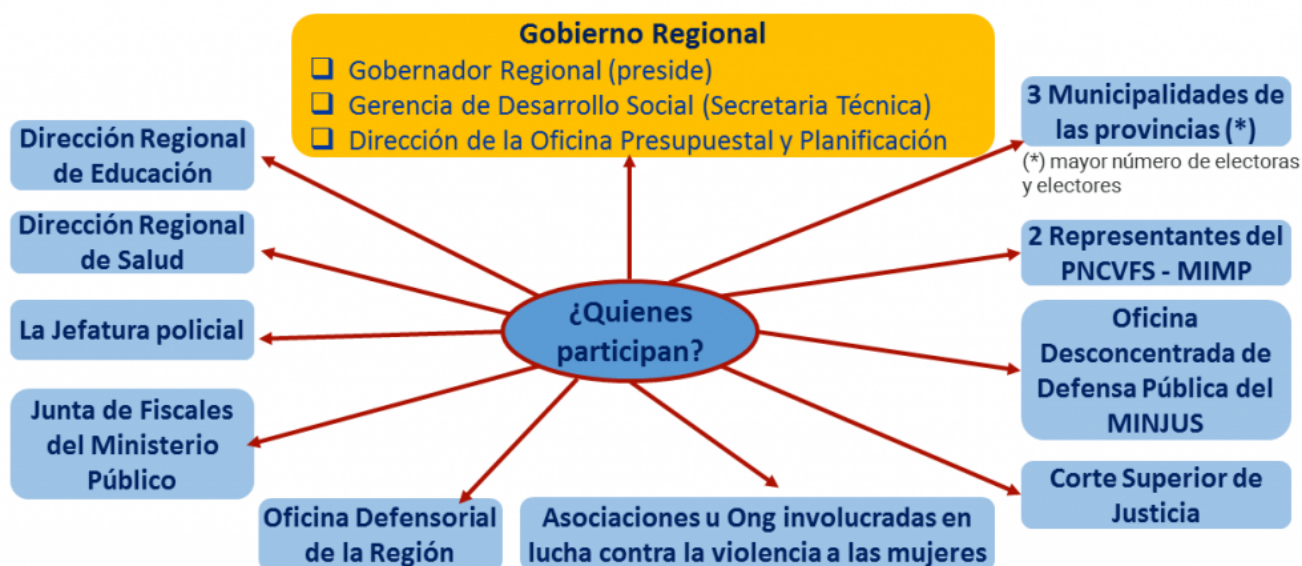 Gobierno Regional
❑ Gobernador Regional (preside)
❑ Gerencia de Desarrollo Social (Secretaria Técnica)
❑ Dirección de la Oficina Presupuestal y Planificación
3 Municipalidades de
las provincias (*)
(*) mayor número de electoras
y electores
Dirección Regional
de Educación
Dirección Regional
de Salud
2 Representantes del
PNCVFS - MIMP
La Jefatura policial
¿Quienes
participan?
Oficina
Desconcentrada de
Defensa Pública del
MINJUS
Junta de Fiscales
del Ministerio
Público
Corte Superior de
Justicia
Oficina Defensorial
de la Región
Asociaciones u Ong involucradas en
lucha contra la violencia a las mujeres